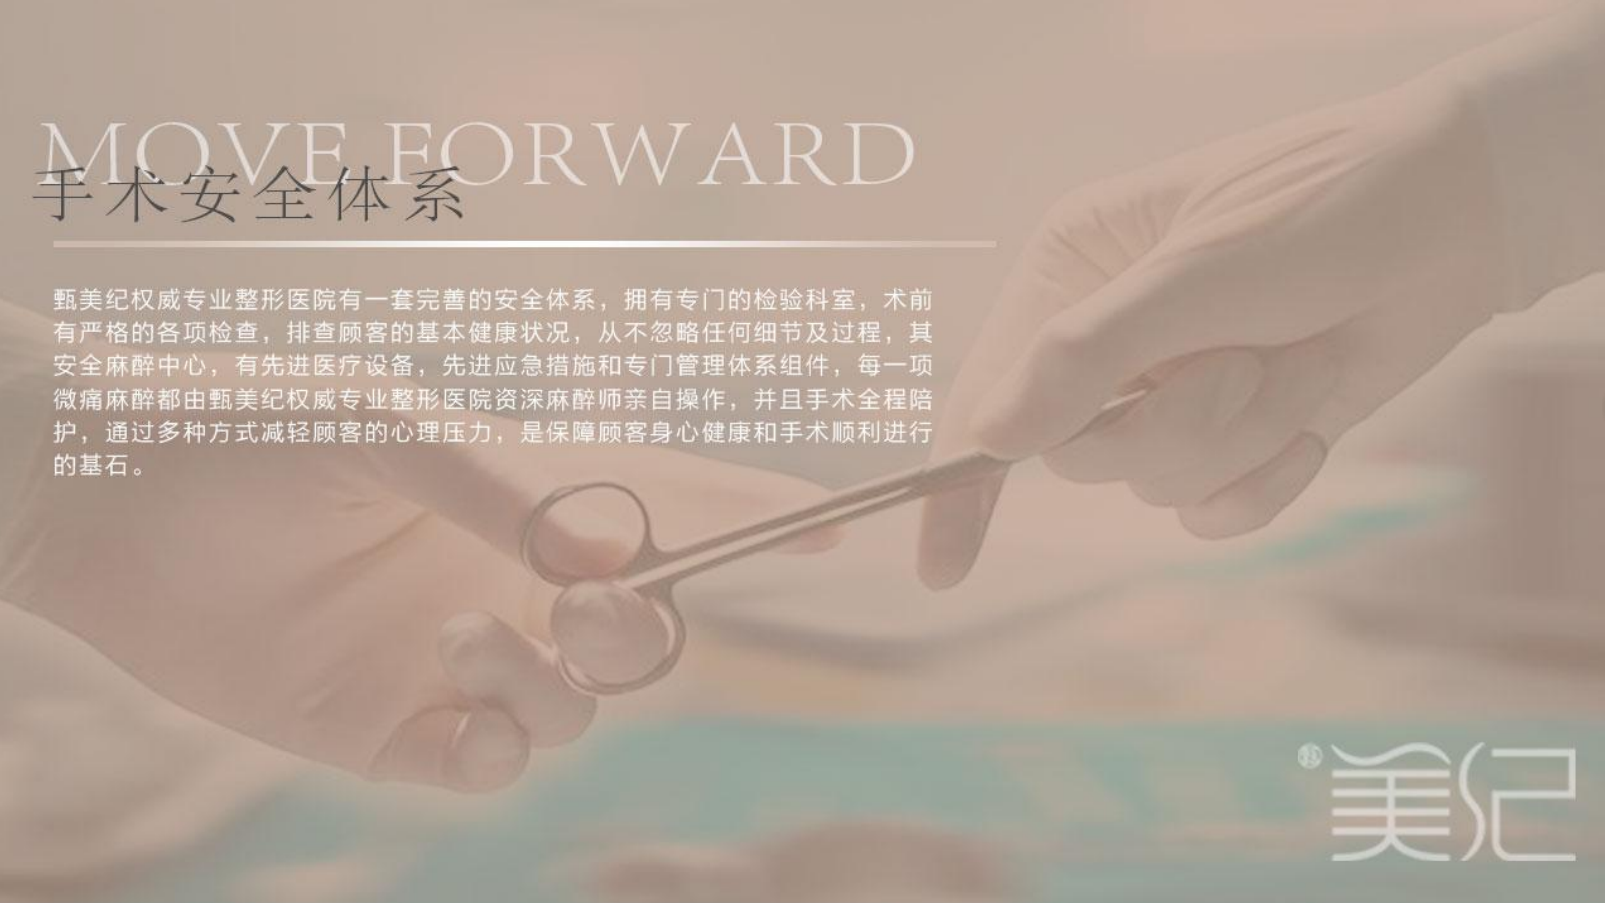 MOVE FORWARD
手术安全体系
甄美纪权威专业整形医院有一套完善的安全体系，拥有专门的检验科室，术前
有严格的各项检查，排查顾客的基本健康状况，从不忽略任何细节及过程，其
安全麻醉中心，有先进医疗设备，先进应急措施和专门管理体系组件，每一项
微痛麻醉都由甄美纪权威专业整形医院资深麻醉师亲自操作，并且手术全程陪
护，通过多种方式减轻顾客的心理压力，是保障顾客身心健康和手术顺利进行
的基石。
美纪